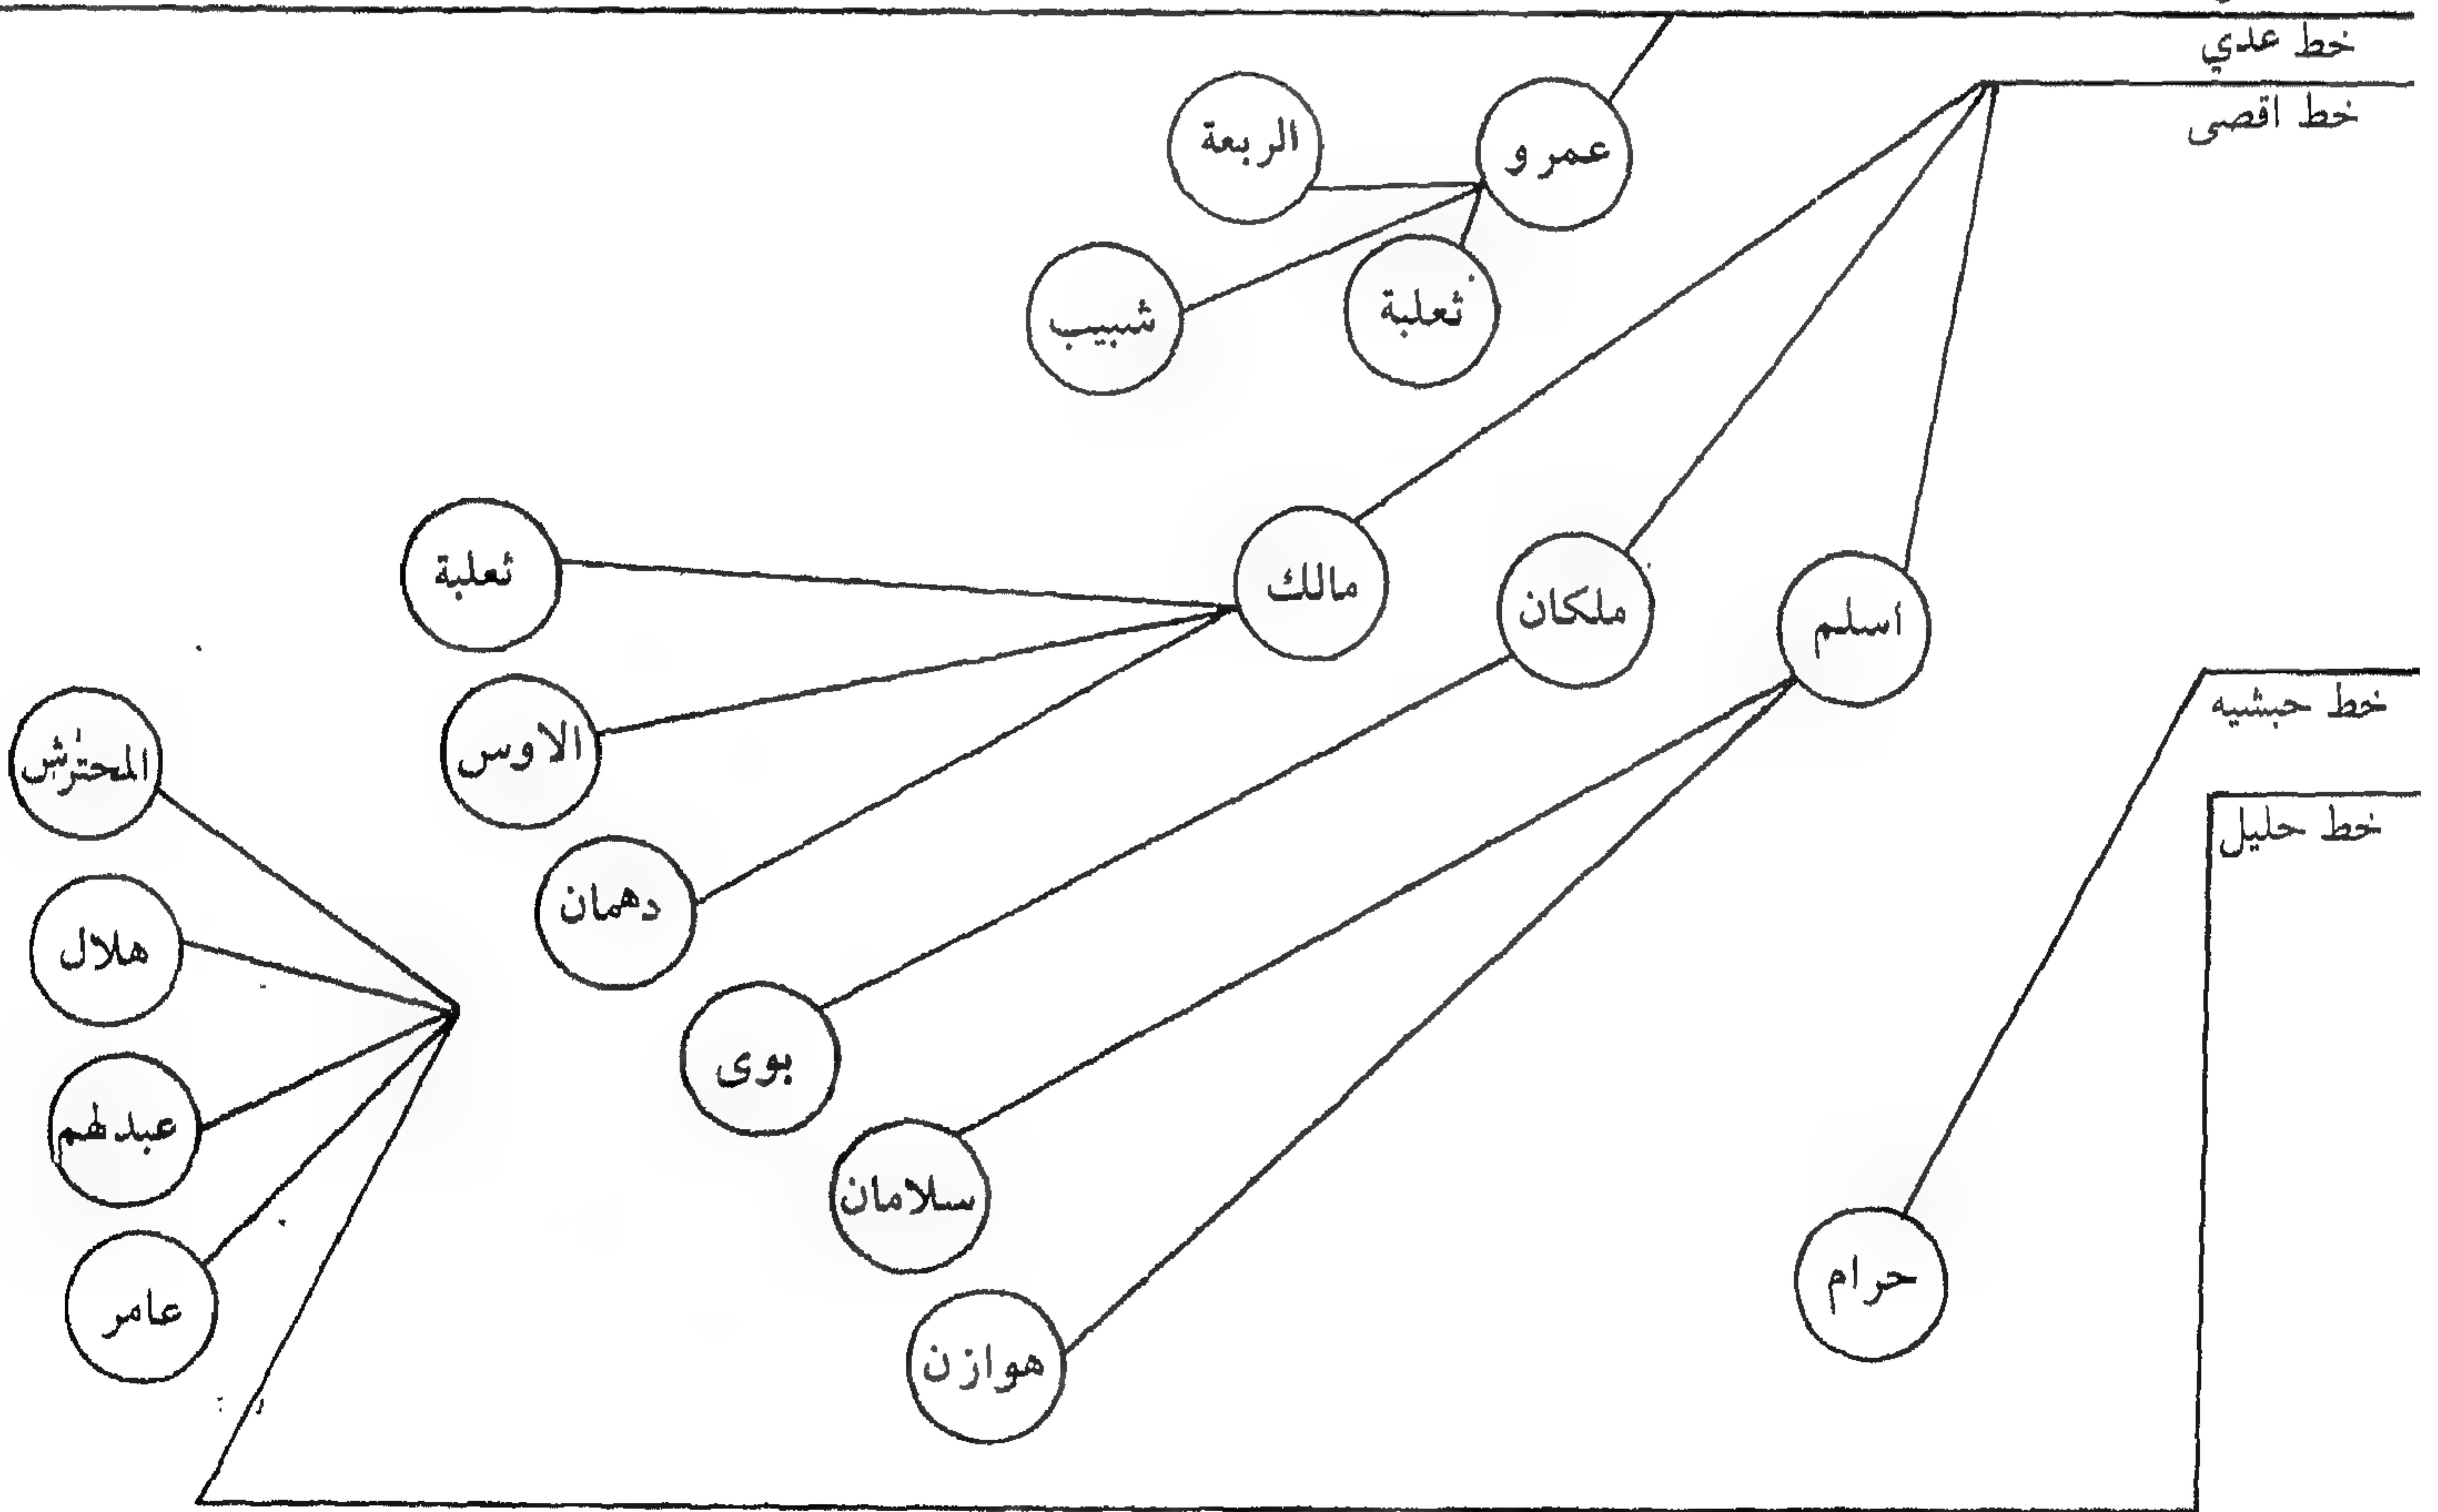 خط عدي
خط اقصى
الربعة
عمرو
شبيب
ثعلبة
ثعلبة
مالك
ملكان
اسلم
خط حبشيه
المحترش
الاوس
خط حليل
دهمان
هلال
بوى
عبدلهم
سلامان
حرام
عامر
هوازن